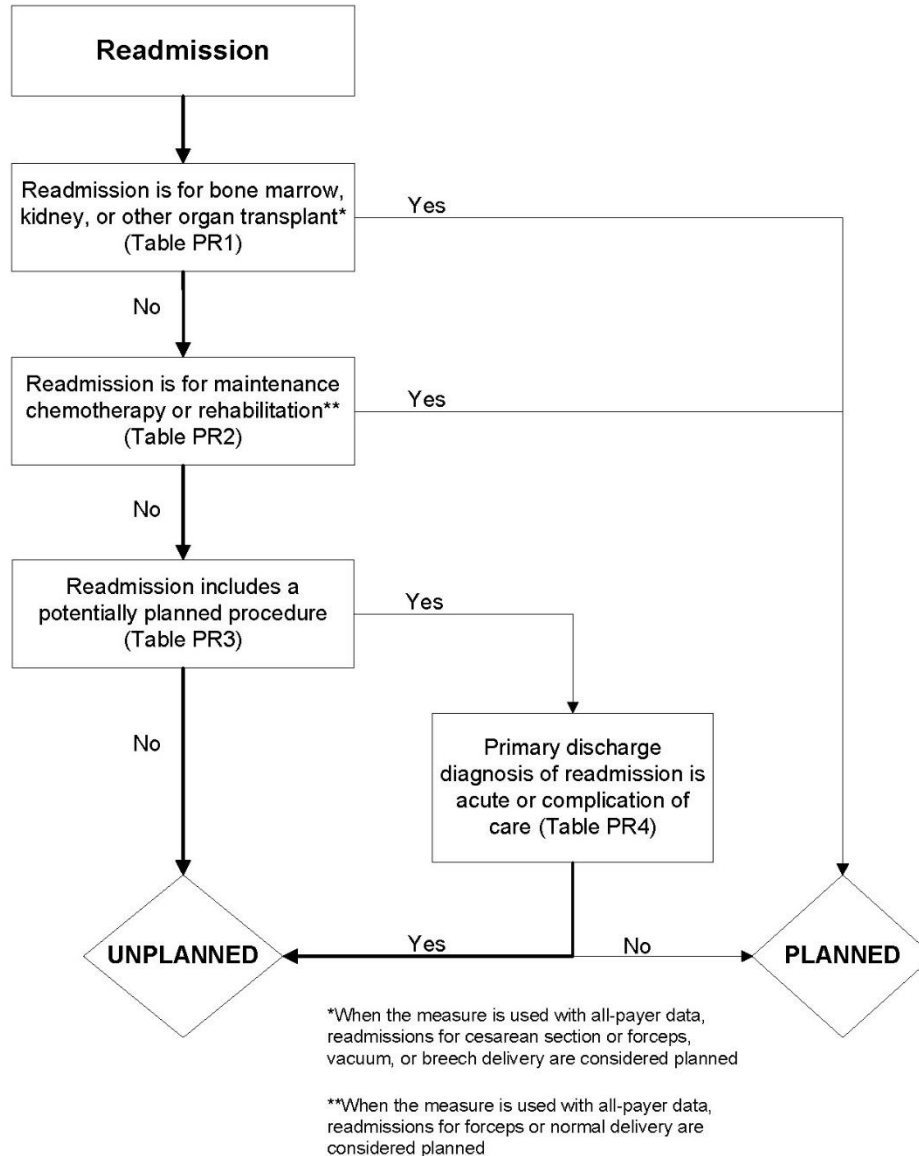 Readmission
Readmission is for bone marrow,
kidney, or other organ transplant*
(Table PR1)
Yes
No
Readmission is for maintenance
chemotherapy or rehabilitation**
(Table PR2)
Yes
No
Readmission includes a
potentially planned procedure
(Table PR3)
Yes
No
Primary discharge
diagnosis of readmission is
acute or complication of
care (Table PR4)
UNPLANNED
Yes
No
PLANNED
*When the measure is used with all-payer data,
readmissions for cesarean section or forceps,
vacuum, or breech delivery are considered planned
**When the measure is used with all-payer data,
readmissions for forceps or normal delivery are
considered planned